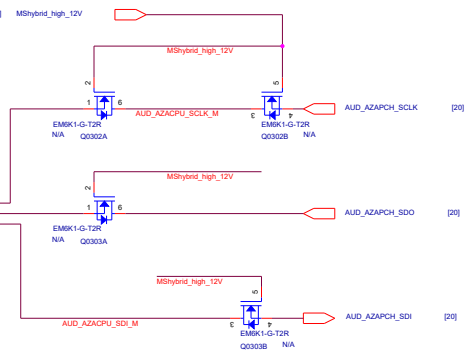 ] MShybrid_high_12V
MShybrid_high_12V
2
5
1
6
3
4
AUD_AZACPU_SCLK_M
AUD_AZAPCH_SCLK
[20]
EM6K1-G-T2R
EM6K1-G-T2R
N/A
Q0302A
Q0302B
N/A
MShybrid_high_12V
2
1
6
AUD_AZAPCH_SDO
[20]
EM6K1-G-T2R
N/A
Q0303A
MShybrid_high_12V
5
3
4
AUD_AZACPU_SDI_M
AUD_AZAPCH_SDI
[20]
EM6K1-G-T2R
Q0303B
N/A